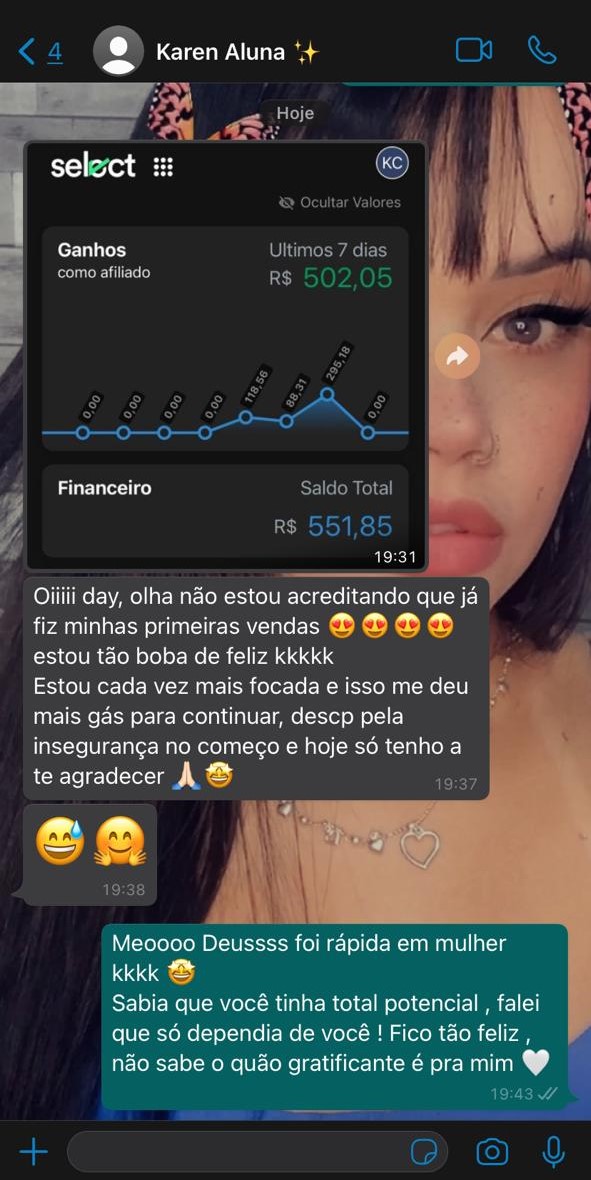 4
Karen Aluna ✨
Hoje
select
KC
Ocultar Valores
Ganhos
como afiliado
Ultimos 7 dias
R$ 502,05
0,00
0,00
0,00
0,00
118,56
88,31
295,18
0,00
Financeiro
Saldo Total
R$ 551,85
19:31
Oiiiii day, olha não estou acreditando que já
fiz minhas primeiras vendas 😍😍😍😍
estou tão boba de feliz kkkkk
Estou cada vez mais focada e isso me deu
mais gás para continuar, descp pela
insegurança no começo e hoje só tenho a
te agradecer 🙏🏻🤩
19:37
😅🤗
19:38
Meoooo Deussss foi rápida em mulher
kkkk 🤩
Sabia que você tinha total potencial , falei
que só dependia de você ! Fico tão feliz ,
não sabe o quão gratificante é pra mim 🤍
19:43